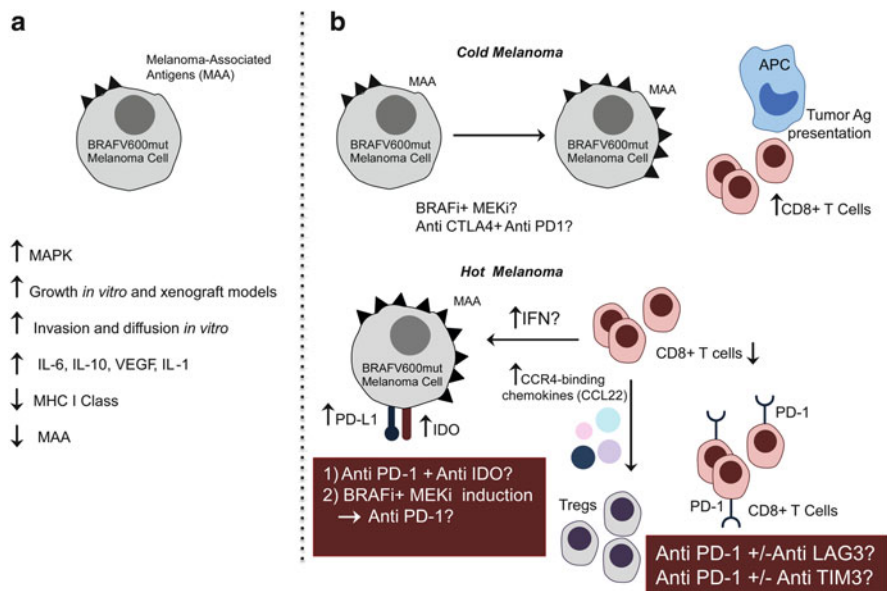 a
Melanoma-Associated
Antigens (MAA)
BRAFV600mut
Melanoma Cell
↑ MAPK
↑ Growth in vitro and xenograft models
↑ Invasion and diffusion in vitro
↑ IL-6, IL-10, VEGF, IL-1
↓ MHC I Class
↓ MAA
b
Cold Melanoma
MAA
BRAFV600mut
Melanoma Cell
BRAFi+ MEKi?
Anti CTLA4+ Anti PD1?
MAA
BRAFV600mut
Melanoma Cell
APC
Tumor Ag
presentation
↑CD8+ T Cells
Hot Melanoma
MAA
BRAFV600mut
Melanoma Cell
↑PD-L1
↑IDO
↑IFN?
CD8+ T cells ↓
↑CCR4-binding
chemokines (CCL22)
Tregs
PD-1
PD-1
CD8+ T Cells
1) Anti PD-1 + Anti IDO?
2) BRAFi+ MEKi induction
→ Anti PD-1?
Anti PD-1 +/-Anti LAG3?
Anti PD-1 +/- Anti TIM3?